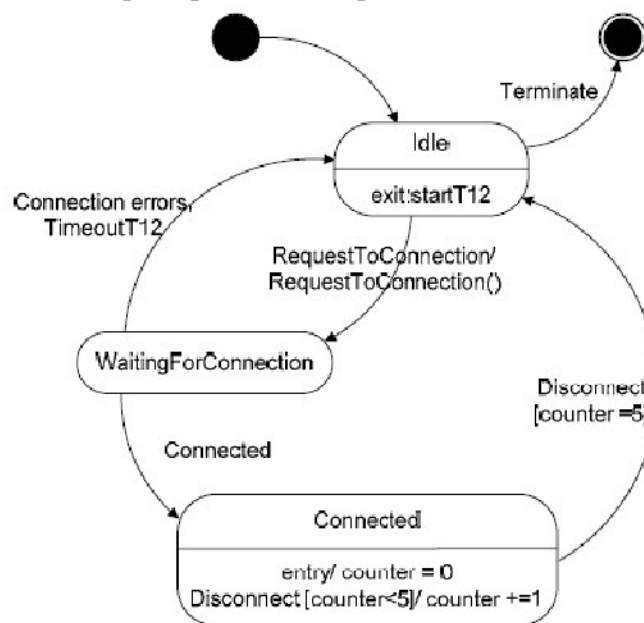 Terminate
Idle
exit:startT12
Connection errors,
TimeoutT12
RequestToConnection/
RequestToConnection()
WaitingForConnection
Disconnect
[counter =5]
Connected
Connected
entry/ counter = 0
Disconnect [counter<5]/ counter +=1